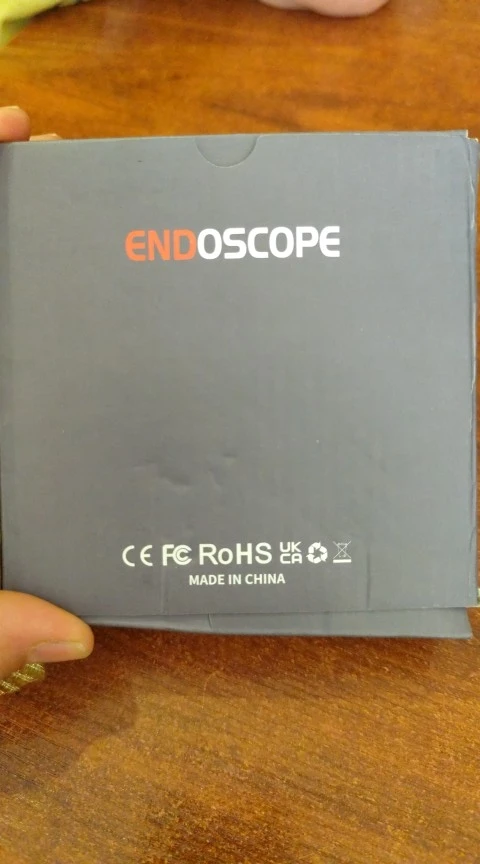 ENDOSCOPE
CE FC RoHS UK CA
MADE IN CHINA